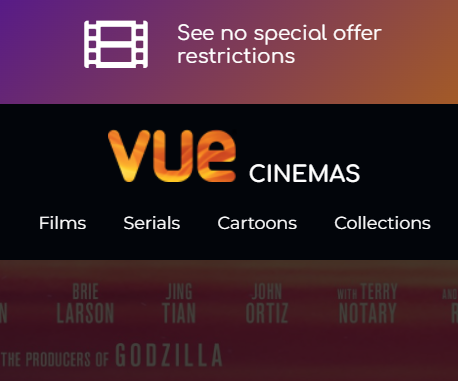 See no special offer
restrictions
vue CINEMAS
Films Serials Cartoons Collections
BRIE JING JOHN WITH TERRY
LARSON TIAN ORTIZ NOTARY
THE PRODUCERS OF GODZILLA